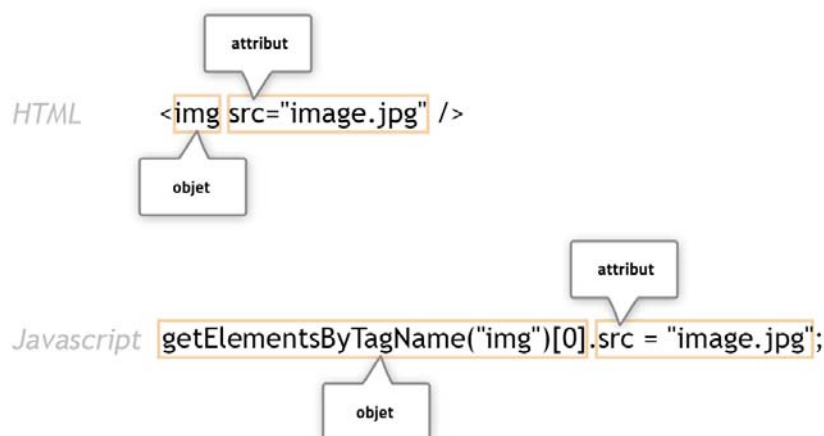 attribut
HTML <img src="image.jpg" />
objet
attribut
Javascript getElementsByTagName("img")[0].src = "image.jpg";
objet